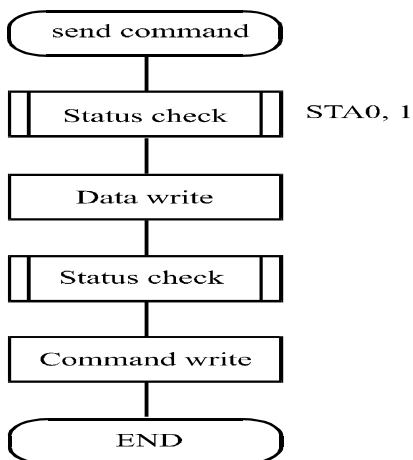 send command
Status check
STA0, 1
Data write
Status check
Command write
END